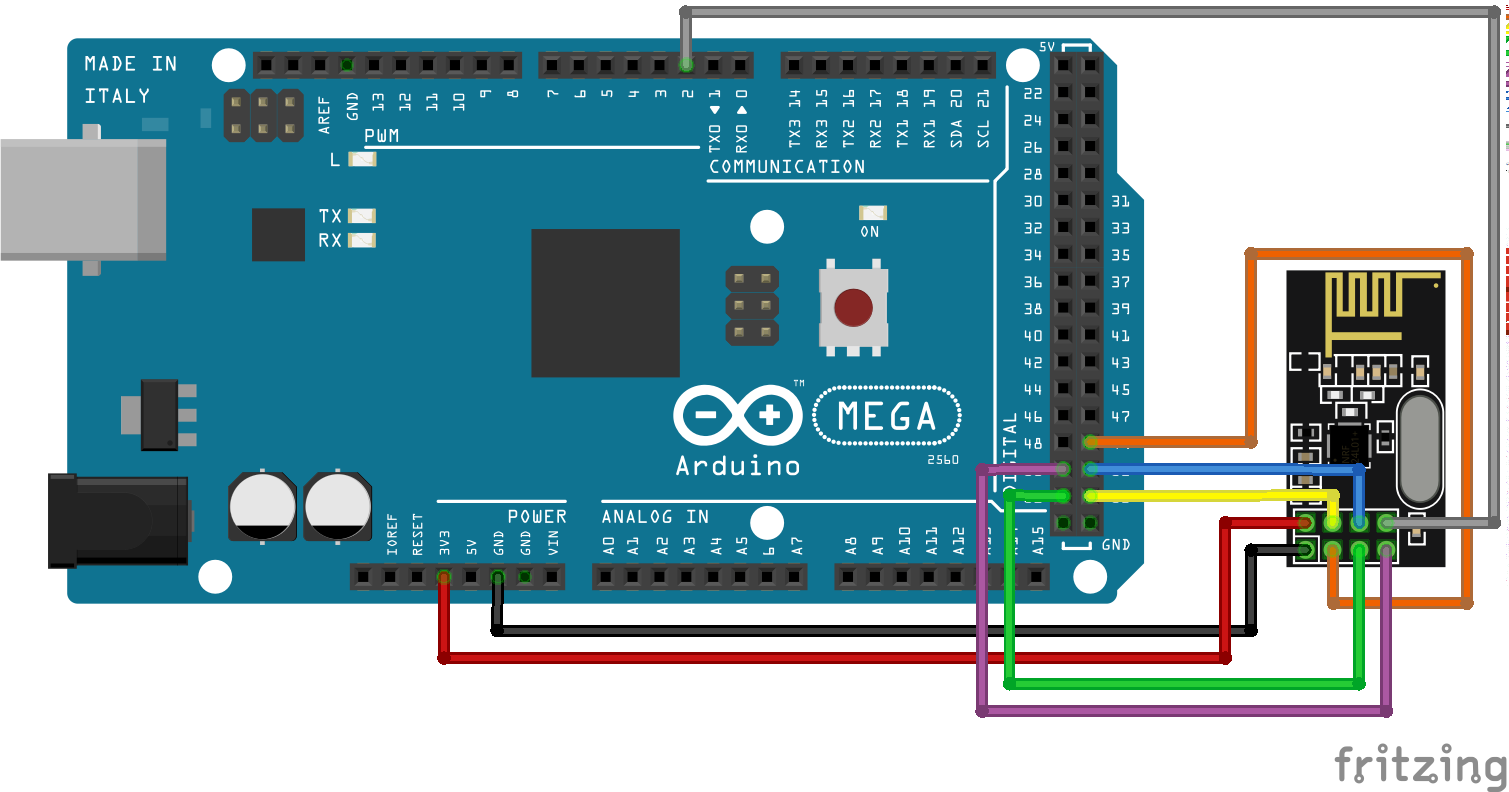 MADE IN
ITALY
AREF
GND
13
12
11
10
9
8
7
6
5
4
3
2
TX0 1
RX0 0
TX3 14
RX3 15
TX2 16
RX2 17
TX1 18
RX1 19
SDA 20
SCL 21
PWM
COMMUNICATION
L
TX
RX
ON
5V
22
24
26
28
30 31
32 33
34 35
36 37
38 39
40 41
42 43
44 45
46 47
48
GND
MEGA
TM
Arduino
2560
POWER
ANALOG IN
IOREF
RESET
3V3
5V
GND
GND
VIN
A0
A1
A2
A3
A4
A5
6
A7
A8
A9
A10
A11
A12
A15
fritzing